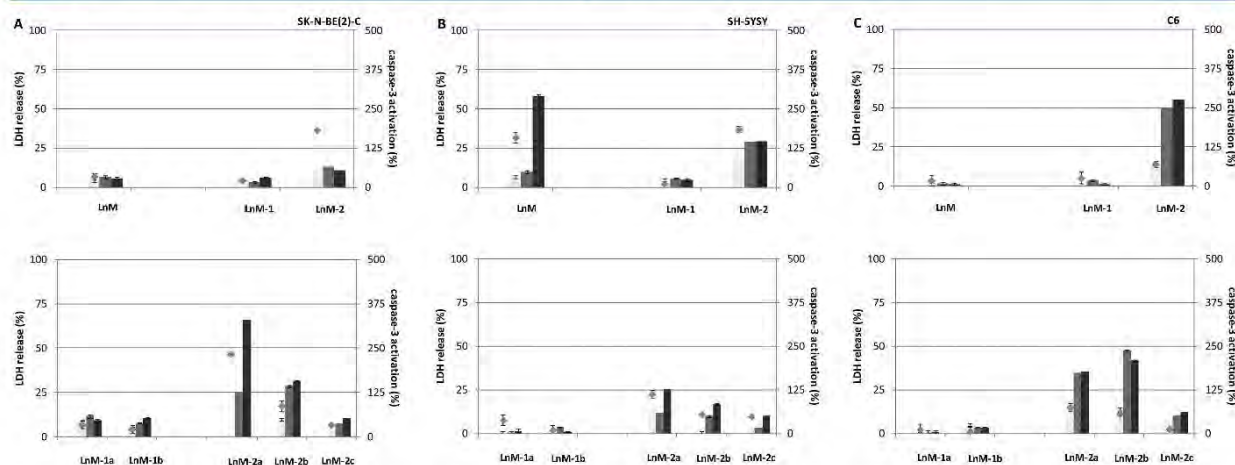 A SK-N-BE(2)-C
100 500
75 375
50 250
25 125
0 0
LDH release (%)
caspase-3 activation (%)
LnM LnM-1 LnM-2
B SH-5YSY
100 500
75 375
50 250
25 125
0 0
LDH release (%)
caspase-3 activation (%)
LnM LnM-1 LnM-2
C C6
100 500
75 375
50 250
25 125
0 0
LDH release (%)
caspase-3 activation (%)
LnM LnM-1 LnM-2
100 500
75 375
50 250
25 125
0 0
LDH release (%)
caspase-3 activation (%)
LnM-1a LnM-1b LnM-2a LnM-2b LnM-2c
100 500
75 375
50 250
25 125
0 0
LDH release (%)
caspase-3 activation (%)
LnM-1a LnM-1b LnM-2a LnM-2b LnM-2c
100 500
75 375
50 250
25 125
0 0
LDH release (%)
caspase-3 activation (%)
LnM-1a LnM-1b LnM-2a LnM-2b LnM-2c